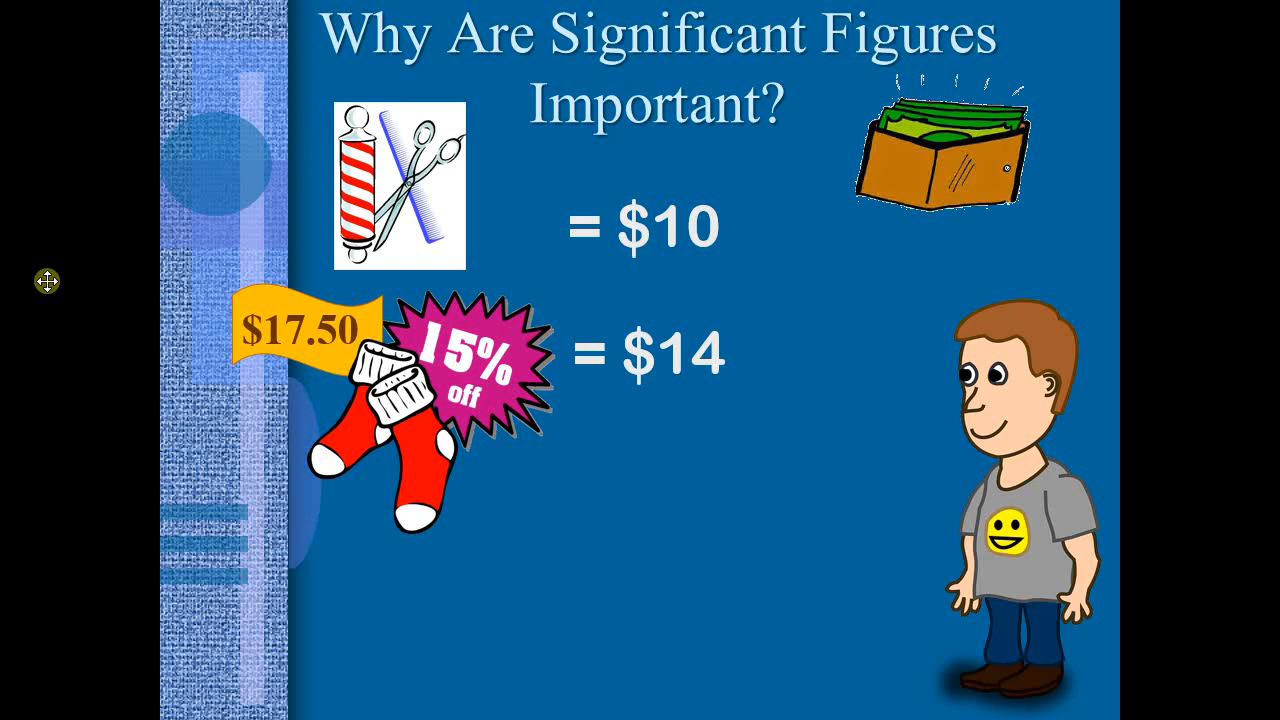 Why Are Significant Figures
Important?
= $10
$17.50
15%
off
= $14